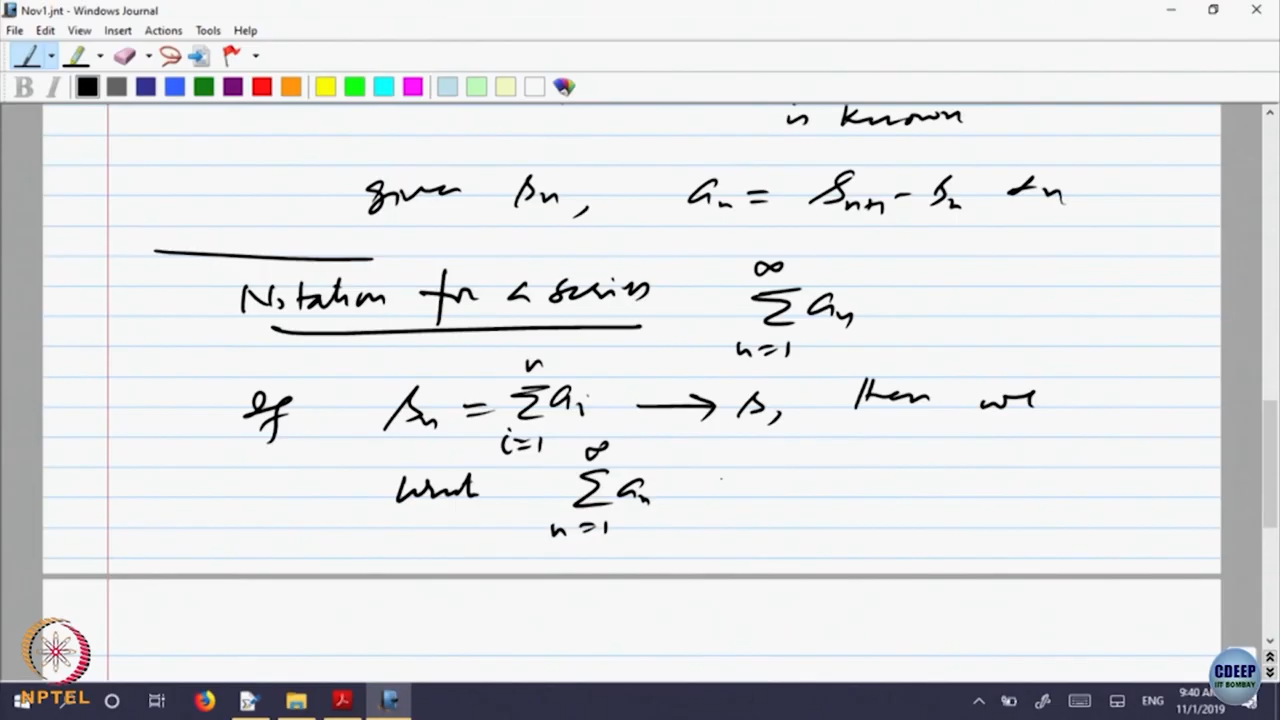 Nov1.jnt - Windows Journal
File Edit View Insert Actions Tools Help
B I
is known
given sn, an = Sn+1 - sn ∀n
Notation for a series ∞∑n=1 an
If sn = n∑i=1 ai → s, then we
write ∞∑n=1 an
NPTEL
CDEEP
IIT BOMBAY
ENG
9:40 AM
11/1/2019